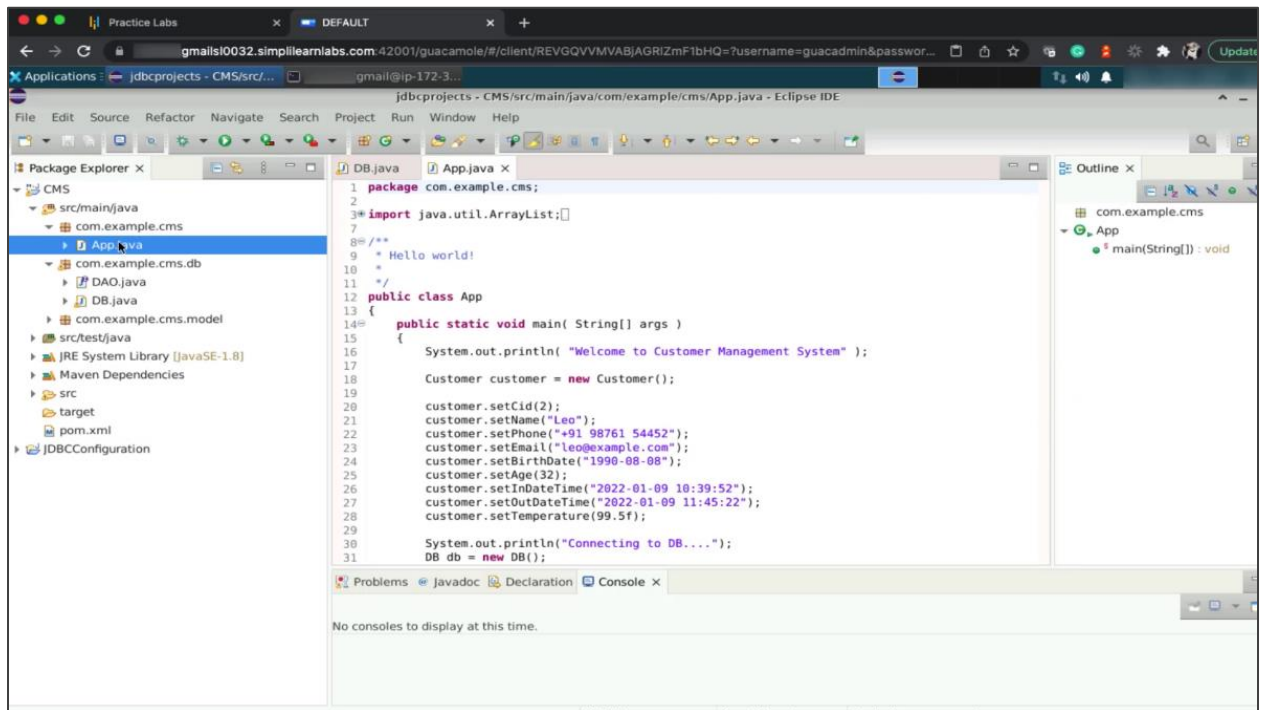 Practice Labs
DEFAULT
gmailsl0032.simplilearnlabs.com:42001/guacamole/#/client/REVGQVVMVABjAGRIZmF1bHQ=?username=guacadmin&passwor...
Update
Applications
jdbcprojects - CMS/src/...
gmail@ip-172-3...
jdbcprojects - CMS/src/main/java/com/example/cms/App.java - Eclipse IDE
File Edit Source Refactor Navigate Search Project Run Window Help
Package Explorer
CMS
src/main/java
com.example.cms
App.java
com.example.cms.db
DAO.java
DB.java
com.example.cms.model
src/test/java
JRE System Library [JavaSE-1.8]
Maven Dependencies
src
target
pom.xml
JDBCConfiguration
DB.java
App.java
1 package com.example.cms;
2
3 import java.util.ArrayList;
7
8 /**
9 * Hello world!
10 *
11 */
12 public class App
13 {
14 public static void main( String[] args )
15 {
16 System.out.println( "Welcome to Customer Management System" );
17
18 Customer customer = new Customer();
19
20 customer.setCid(2);
21 customer.setName("Leo");
22 customer.setPhone("+91 98761 54452");
23 customer.setEmail("leo@example.com");
24 customer.setBirthDate("1990-08-08");
25 customer.setAge(32);
26 customer.setInDateTime("2022-01-09 10:39:52");
27 customer.setOutDateTime("2022-01-09 11:45:22");
28 customer.setTemperature(99.5f);
29
30 System.out.println("Connecting to DB....");
31 DB db = new DB();
Outline
com.example.cms
App
main(String[]) : void
Problems Javadoc Declaration Console
No consoles to display at this time.